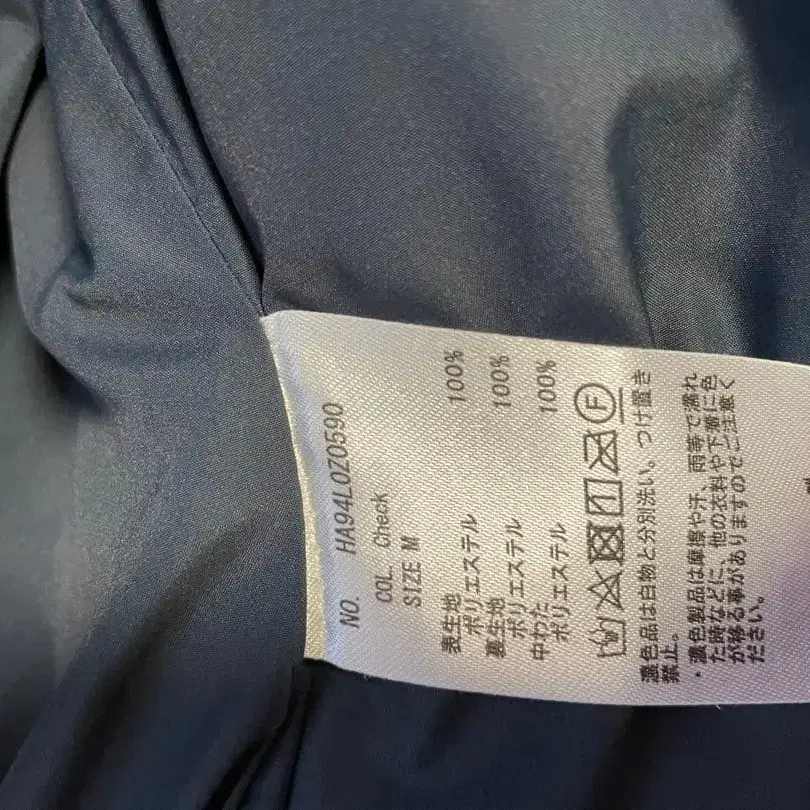 NO. HA94L0Z0590
COL. Check
SIZE M
表生地
ポリエステル 100%
裏生地
ポリエステル 100%
中わた
ポリエステル 100%
濃色品は白物と分別洗い。つけ置き
禁止。
・濃色製品は摩擦や汗、雨等で濡れ
た時などに、他の衣料や下着に色
が移る事がありますのでご注意く
ださい。